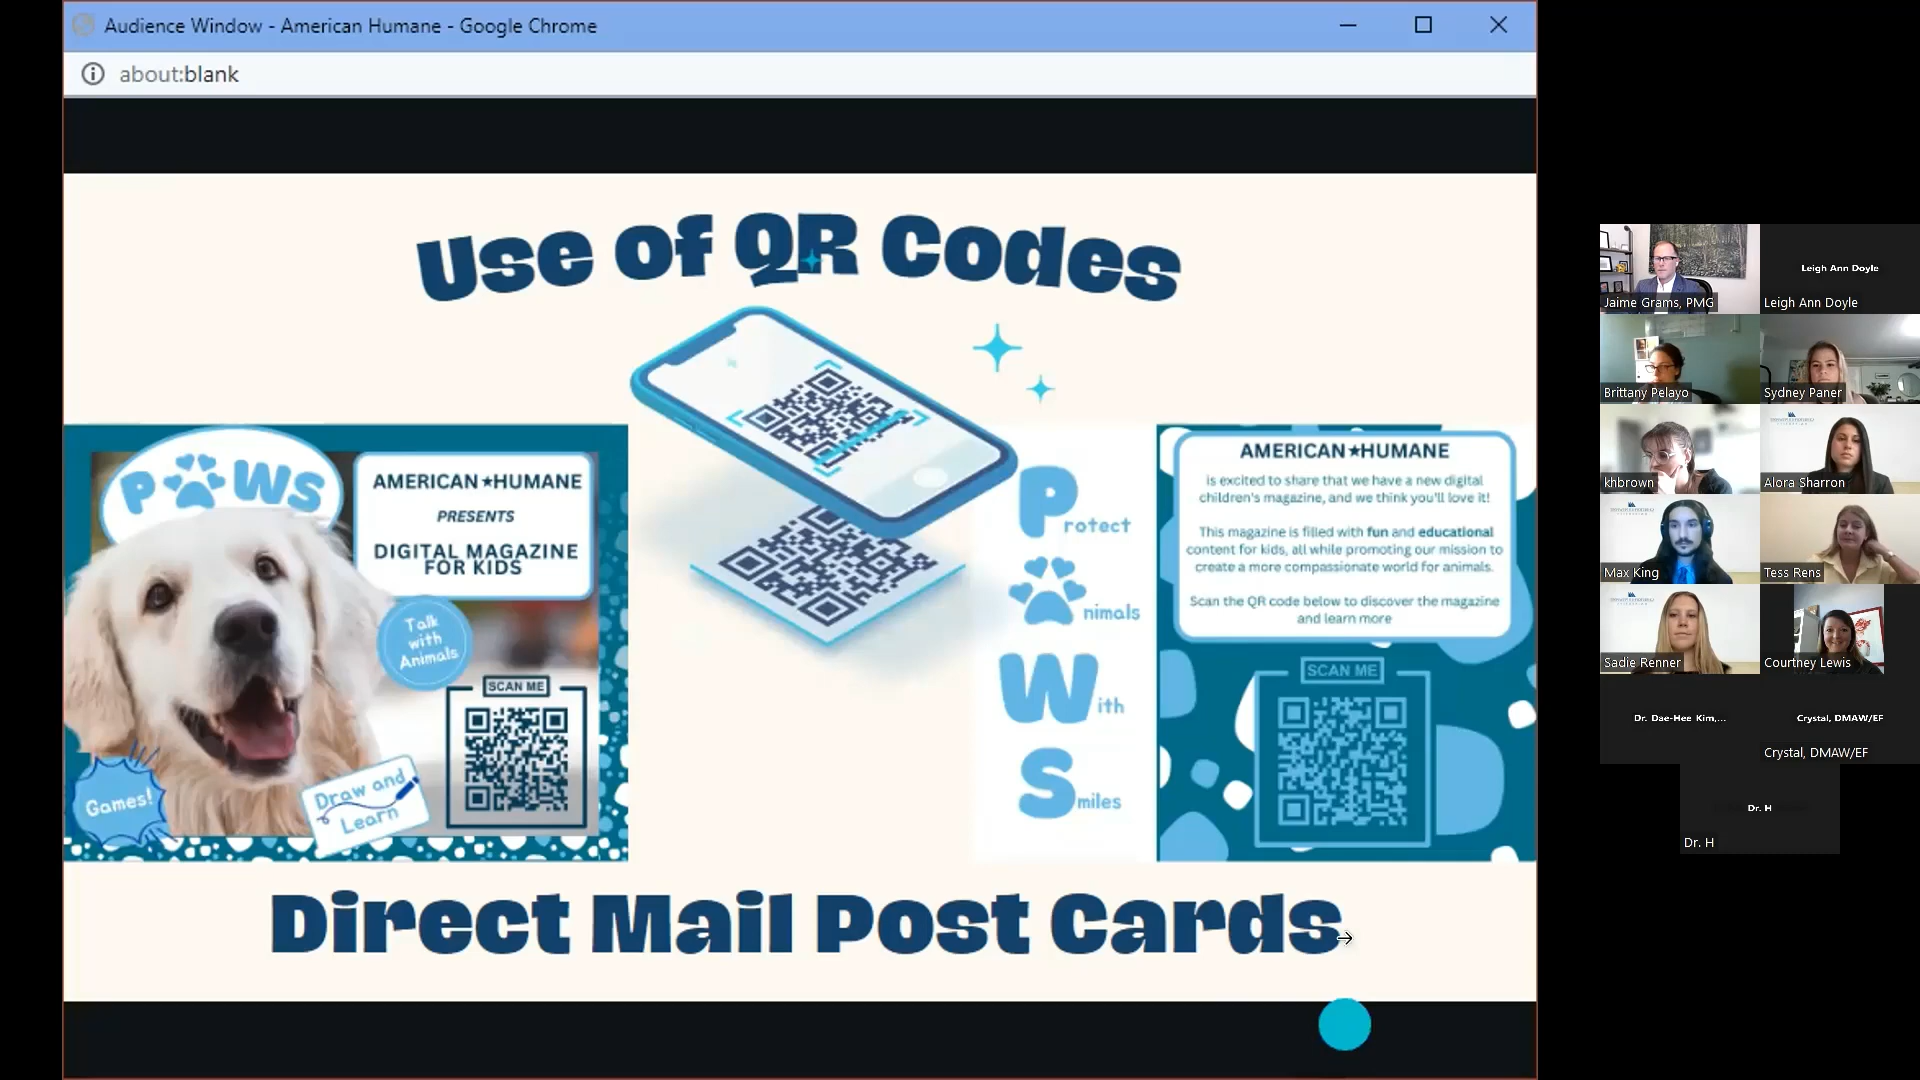 Audience Window - American Humane - Google Chrome
about:blank
Use of QR Codes
PAWS
AMERICAN★HUMANE
PRESENTS
DIGITAL MAGAZINE
FOR KIDS
Talk
with
Animals
SCAN ME
Games!
Draw and
Learn
Protect
nimals
With
Smiles
AMERICAN★HUMANE
is excited to share that we have a new digital
children's magazine, and we think you'll love it!
This magazine is filled with fun and educational
content for kids, all while promoting our mission to
create a more compassionate world for animals.
Scan the QR code below to discover the magazine
and learn more
SCAN ME
Direct Mail Post Cards
Jaime Grams, PMG
Leigh Ann Doyle
Leigh Ann Doyle
Brittany Pelayo
Sydney Paner
khbrown
Alora Sharron
Max King
Tess Rens
Sadie Renner
Courtney Lewis
Dr. Dae-Hee Kim,...
Crystal, DMAW/EF
Crystal, DMAW/EF
Dr. H
Dr. H